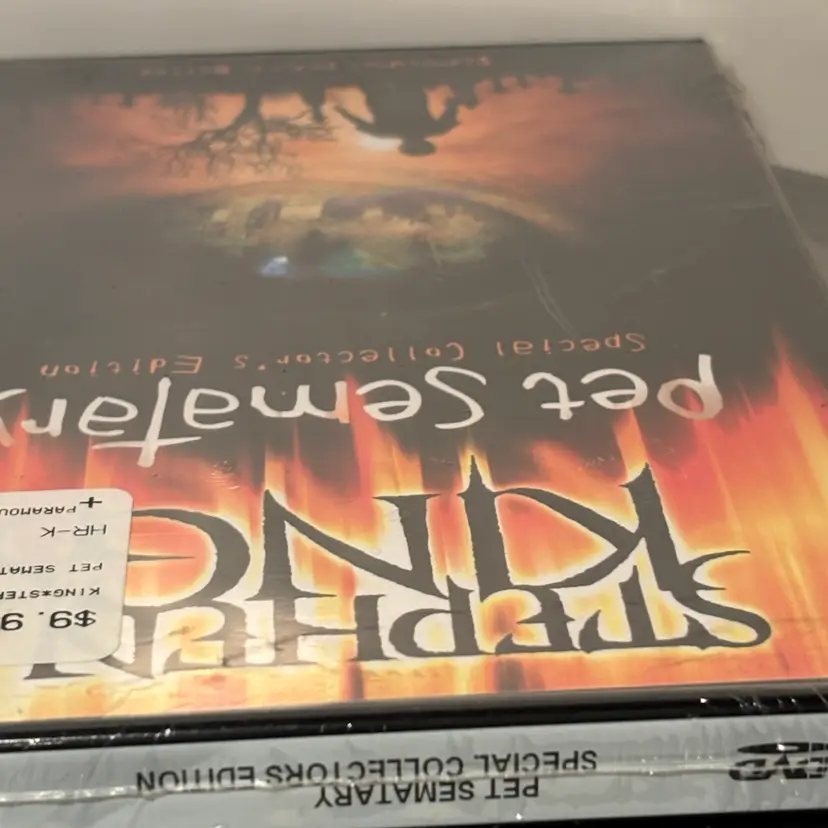 PET SEMATARY
SPECIAL COLLECTORS EDITION
DVD
STEPHEN
KING
$9.9
KING*STE
PET SEMAT
HR-K
+ PARAMOU
Pet Sematary
Special Collector's Edition